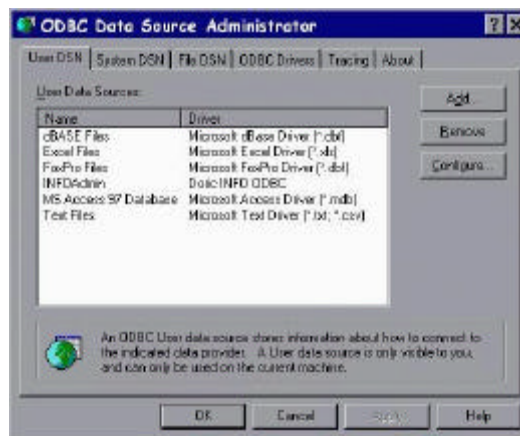 ODBC Data Source Administrator
User DSN System DSN File DSN ODBC Drivers Tracing About
User Data Sources:
Name Driver
dBASE Files Microsoft dBase Driver (*.dbf)
Excel Files Microsoft Excel Driver (*.xls)
FoxPro Files Microsoft FoxPro Driver (*.dbf)
INFOAdmin Doric-INFO ODBC
MS Access 97 Database Microsoft Access Driver (*.mdb)
Text Files Microsoft Text Driver (*.txt; *.csv)
Add...
Remove
Configure...
An ODBC User data source stores information about how to connect to
the indicated data provider. A User data source is only visible to you,
and can only be used on the current machine.
OK Cancel Apply Help